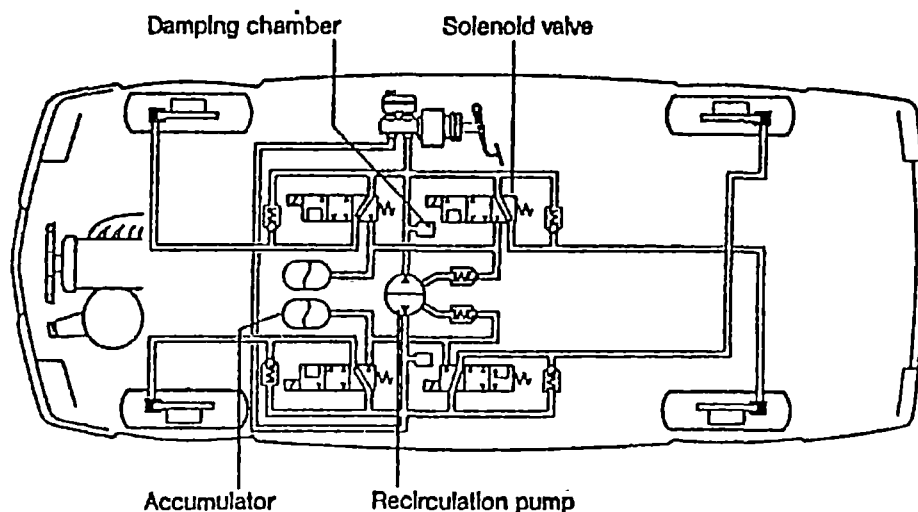 Damping chamber
Solenoid valve
Accumulator
Recirculation pump